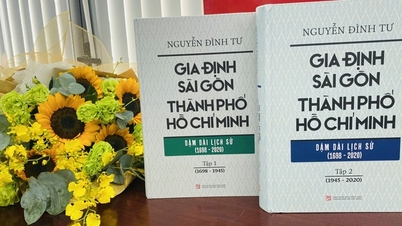 NGUYỄN ĐÌNH TƯ
GIA ĐỊNH
SÀI GÒN
THÀNH PHỐ
HỒ CHÍ MINH
DẶM DÀI LỊCH SỬ
(1698 - 2020)
Tập 1
(1698 - 1945)
NGUYỄN ĐÌNH TƯ
GIA ĐỊNH
SÀI GÒN
THÀNH PHỐ
HỒ CHÍ MINH
DẶM DÀI LỊCH SỬ
(1698 - 2020)
Tập 2
(1945 - 2020)